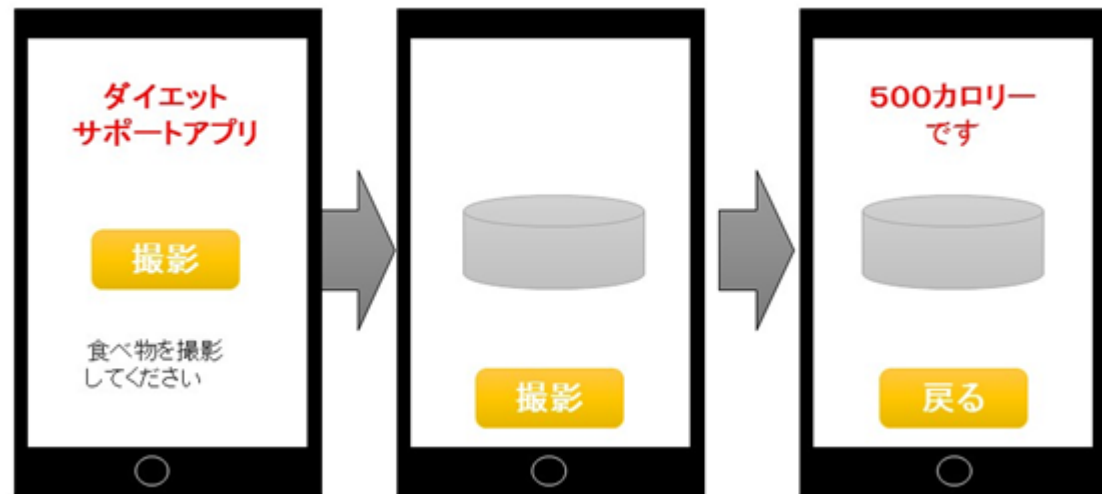 ダイエット
サポートアプリ
撮影
食べ物を撮影
してください
撮影
500カロリー
です
戻る